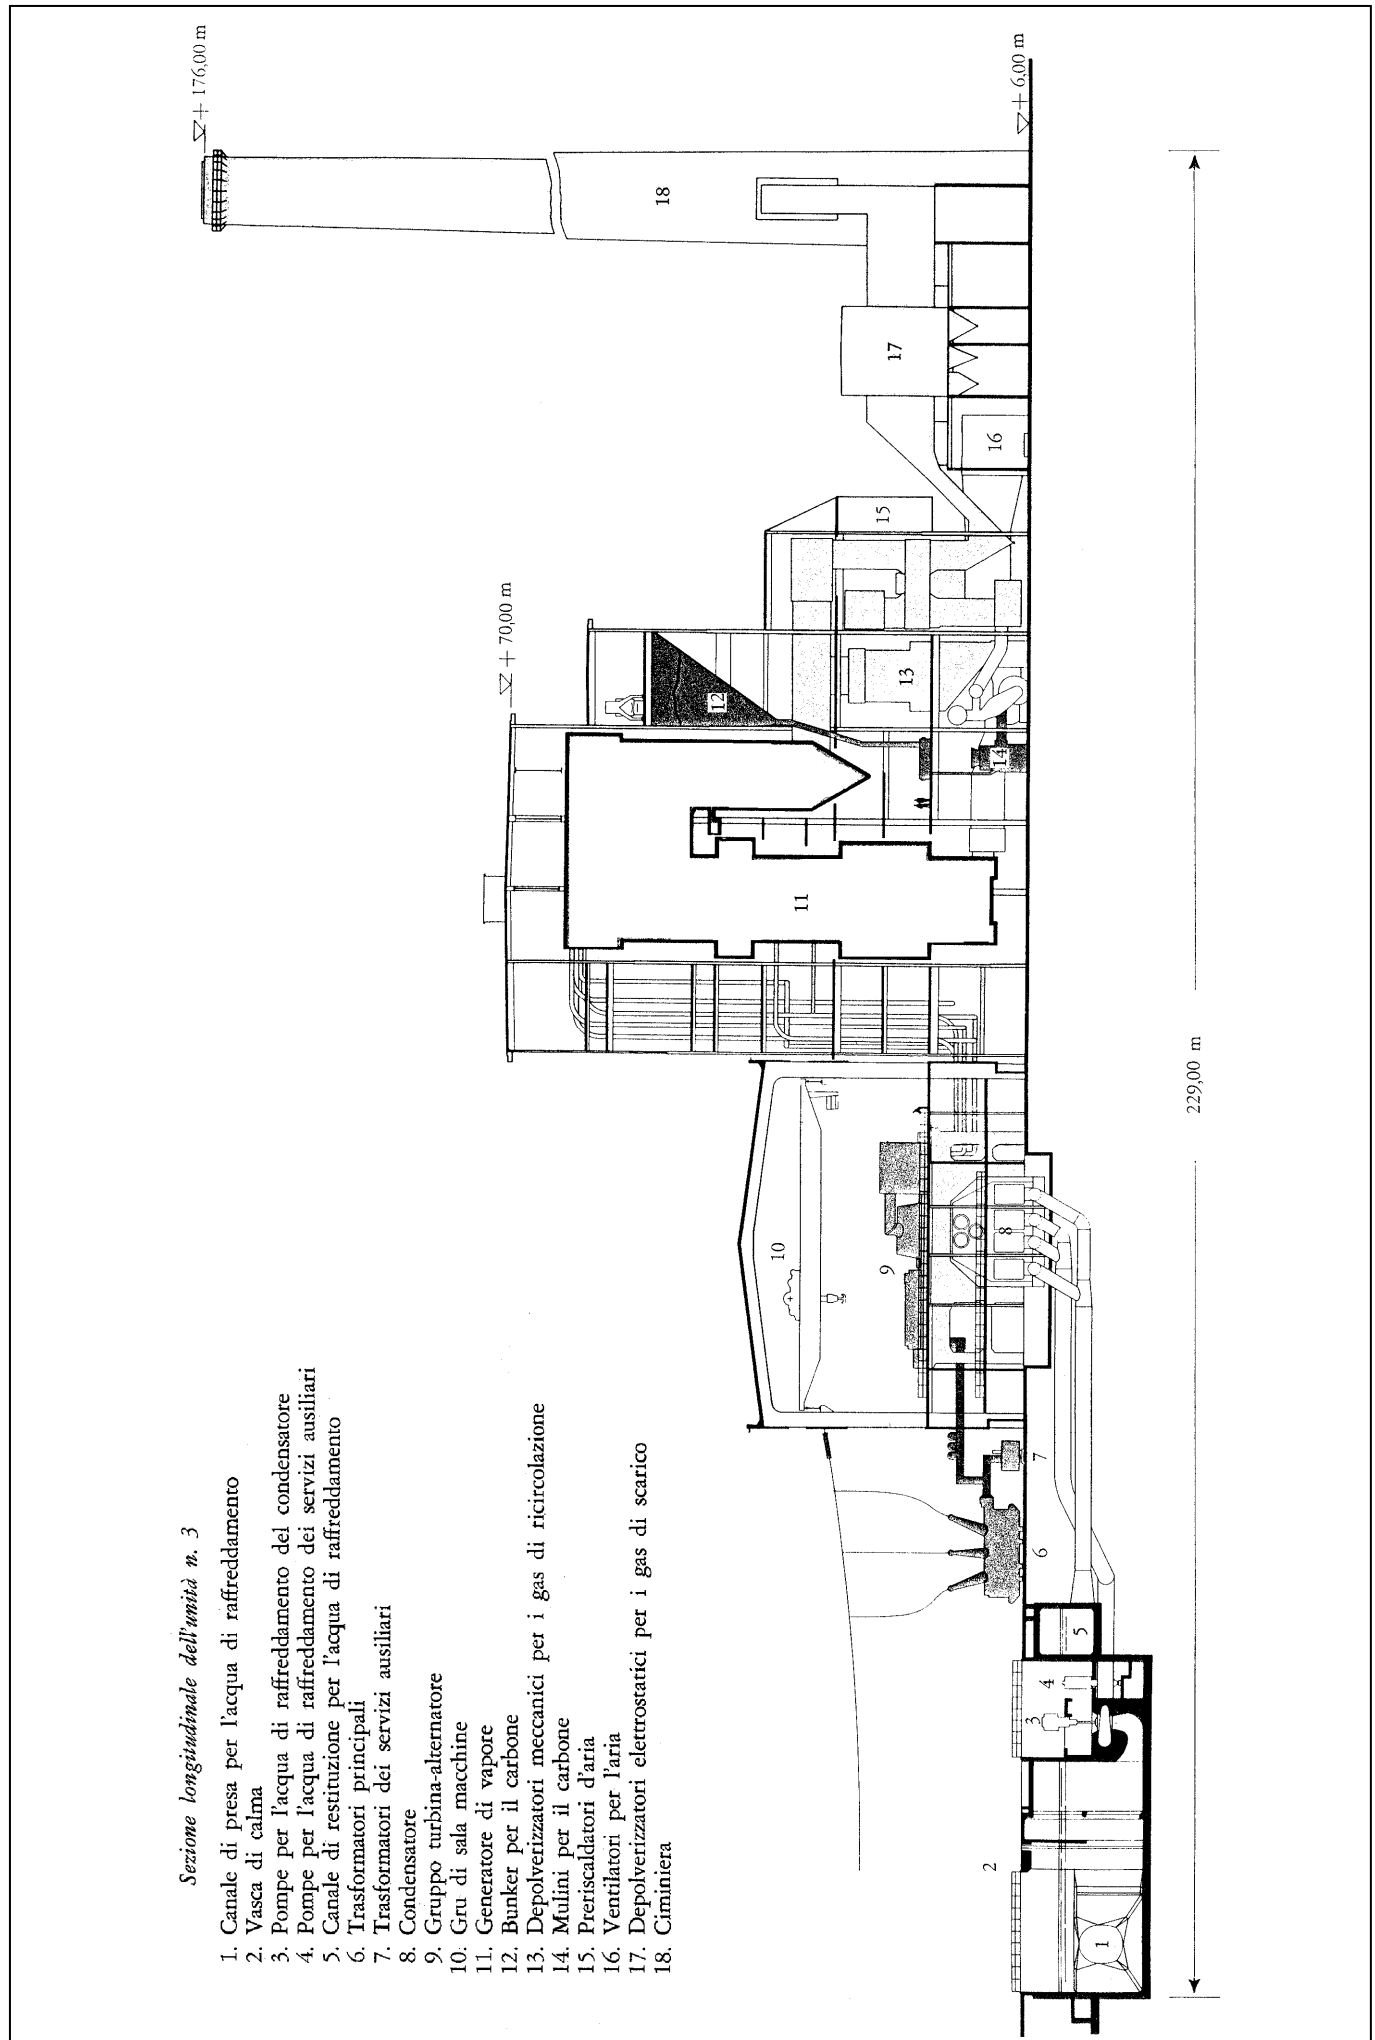 Sezione longitudinale dell'unità n. 3
1. Canale di presa per l'acqua di raffreddamento
2. Vasca di calma
3. Pompe per l'acqua di raffreddamento del condensatore
4. Pompe per l'acqua di raffreddamento dei servizi ausiliari
5. Canale di restituzione per l'acqua di raffreddamento
6. Trasformatori principali
7. Trasformatori dei servizi ausiliari
8. Condensatore
9. Gruppo turbina-alternatore
10. Gru di sala macchine
11. Generatore di vapore
12. Bunker per il carbone
13. Depolverizzatori meccanici per i gas di ricircolazione
14. Mulini per il carbone
15. Preriscaldatori d'aria
16. Ventilatori per l'aria
17. Depolverizzatori elettrostatici per i gas di scarico
18. Ciminiera
+ 176,00 m
+ 70,00 m
+ 6,00 m
1
2
3
4
5
6
7
8
9
10
11
12
13
14
15
16
17
18
229,00 m